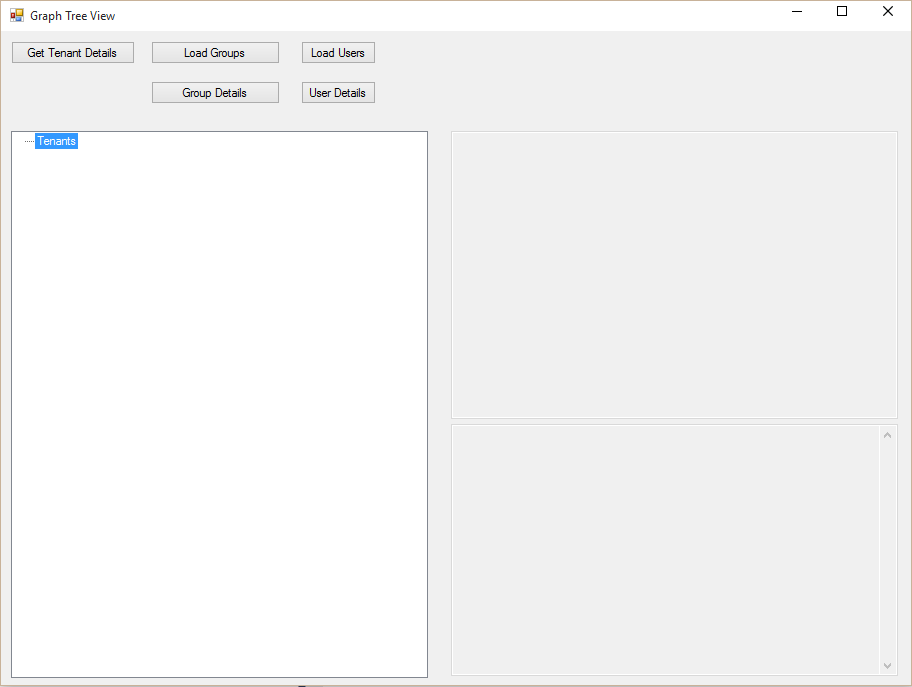 Graph Tree View
Get Tenant Details Load Groups Load Users
Group Details User Details
Tenants